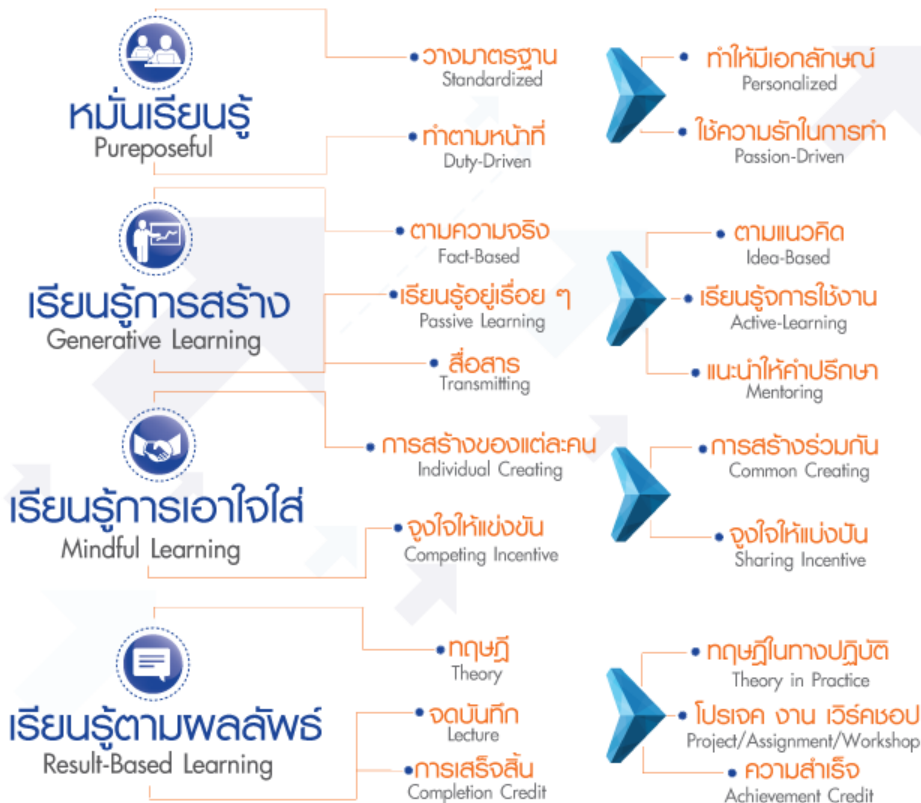 หมั่นเรียนรู้
Pureposeful
วางมาตรฐาน
Standardized
ทำให้มีเอกลักษณ์
Personalized
ทำตามหน้าที่
Duty-Driven
ใช้ความรักในการทำ
Passion-Driven
เรียนรู้การสร้าง
Generative Learning
ตามความจริง
Fact-Based
ตามแนวคิด
Idea-Based
เรียนรู้อยู่เรื่อย ๆ
Passive Learning
เรียนรู้จการใช้งาน
Active-Learning
สื่อสาร
Transmitting
แนะนำให้คำปรึกษา
Mentoring
เรียนรู้การเอาใจใส่
Mindful Learning
การสร้างของแต่ละคน
Individual Creating
การสร้างร่วมกัน
Common Creating
จูงใจให้แข่งขัน
Competing Incentive
จูงใจให้แบ่งปัน
Sharing Incentive
เรียนรู้ตามผลลัพธ์
Result-Based Learning
ทฤษฎี
Theory
ทฤษฎีในทางปฏิบัติ
Theory in Practice
จดบันทึก
Lecture
โปรเจค งาน เวิร์คชอป
Project/Assignment/Workshop
การเสร็จสิ้น
Completion Credit
ความสำเร็จ
Achievement Credit